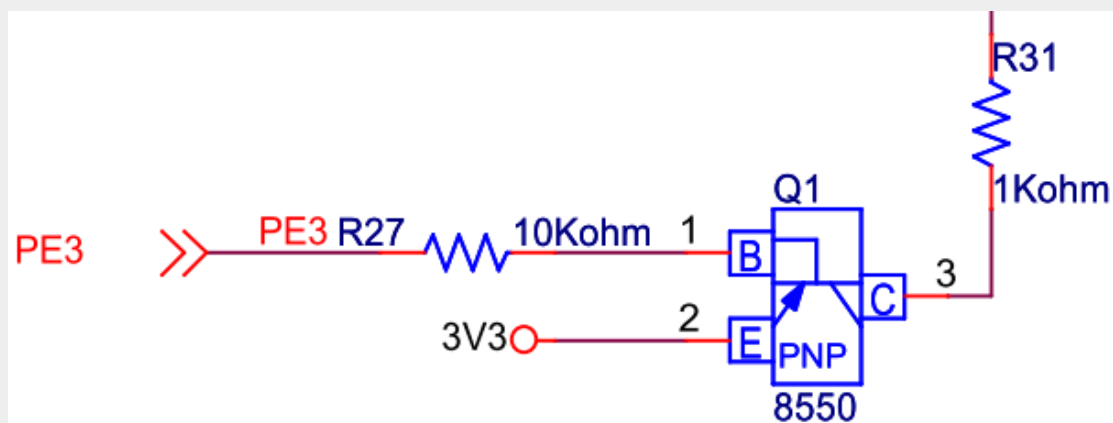 R31
1Kohm
Q1
PE3 PE3 R27 10Kohm 1 B
C 3
3V3 2 E PNP
8550